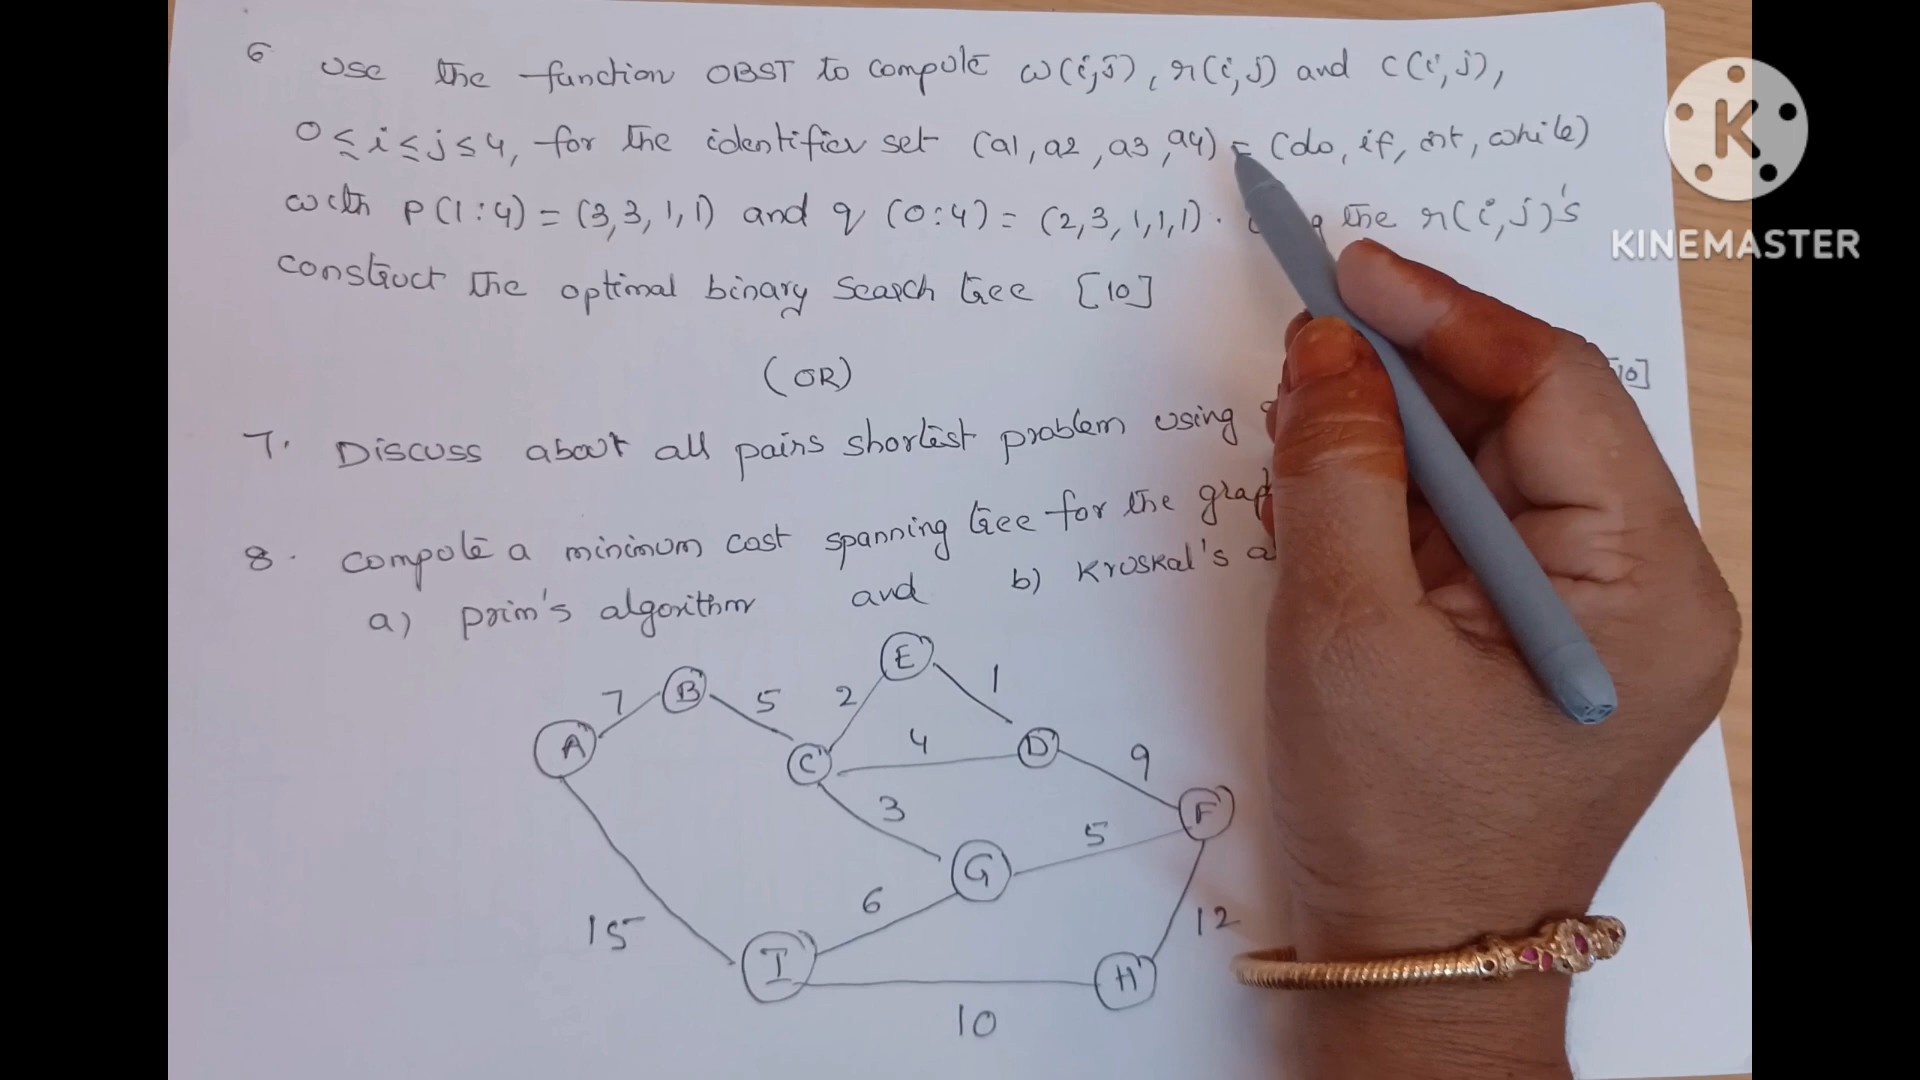 6 Use the function OBST to compute w(i,j), r(i,j) and c(i,j),
0≤i≤j≤4, for the identifier set (a1, a2, a3, a4) = (do, if, int, while)
with p(1:4) = (3,3,1,1) and q (0:4) = (2,3,1,1,1). the r(i,j)'s
construct the optimal binary search tree [10]
(OR)
7. Discuss about all pairs shortest problem using [10]
8. compute a minimum cost spanning tree for the
a) prim's algorithm and b) Kruskal's
E
7 B 5 2 1
A C 4 D 9
3 F
G 5
6
15 12
I H
10
K
KINEMASTER